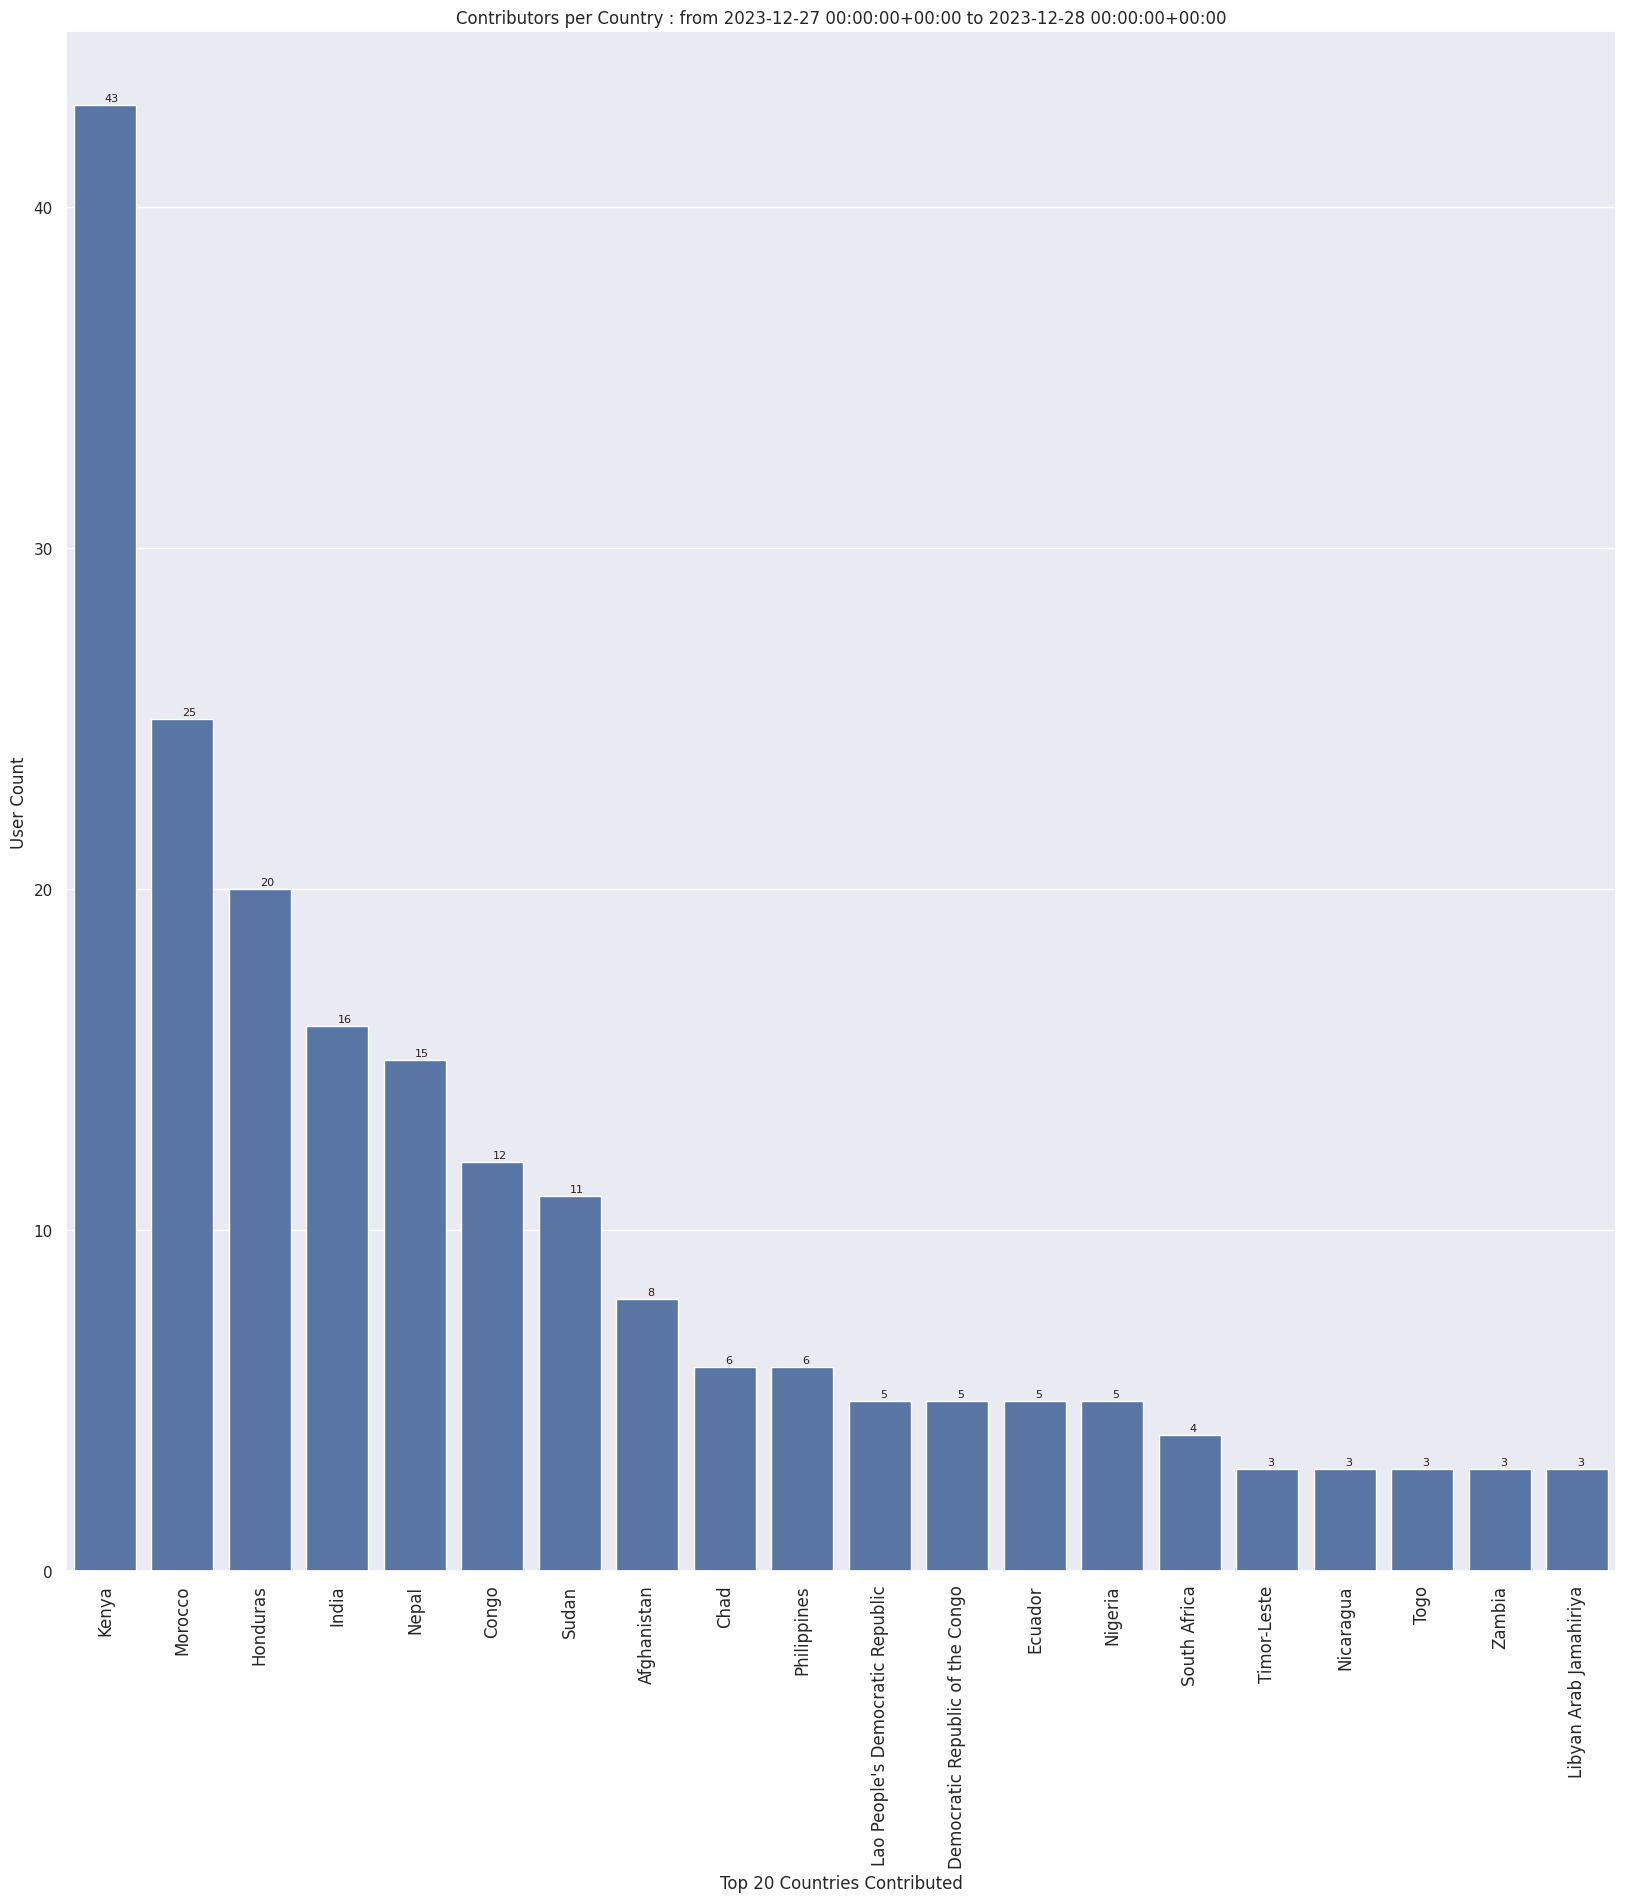 Contributors per Country : from 2023-12-27 00:00:00+00:00 to 2023-12-28 00:00:00+00:00
User Count
40
30
20
10
0
43
25
20
16
15
12
11
8
6
6
5
5
5
5
4
3
3
3
3
3
Kenya
Morocco
Honduras
India
Nepal
Congo
Sudan
Afghanistan
Chad
Philippines
Lao People's Democratic Republic
Democratic Republic of the Congo
Ecuador
Nigeria
South Africa
Timor-Leste
Nicaragua
Togo
Zambia
Libyan Arab Jamahiriya
Top 20 Countries Contributed